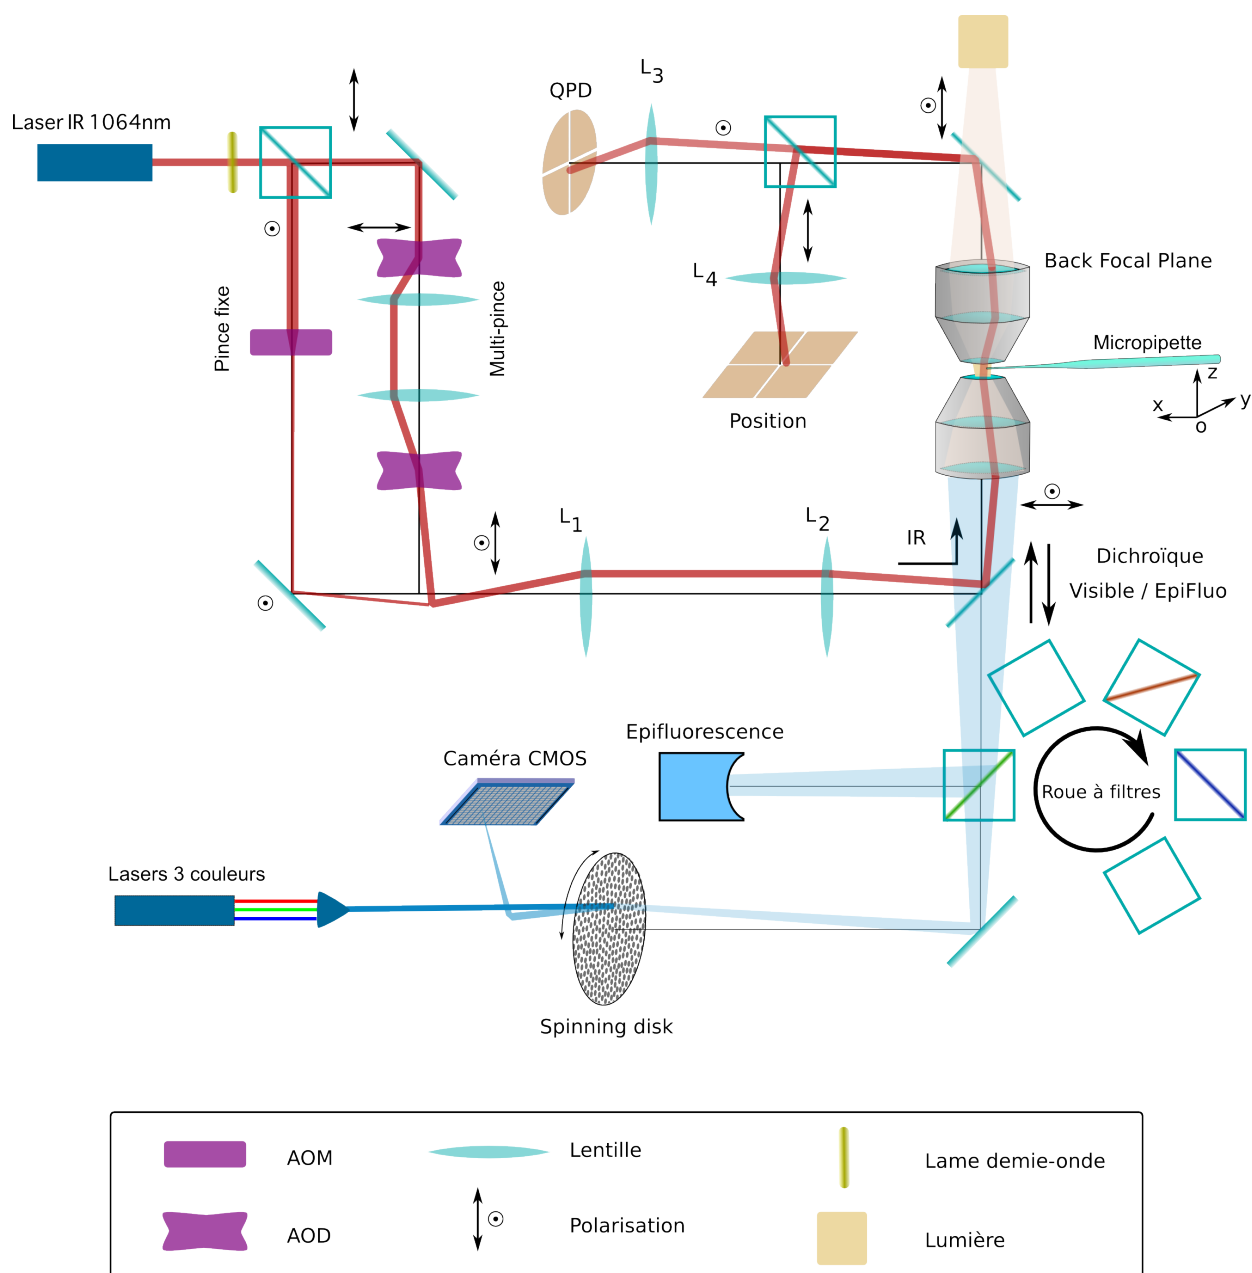 L3
QPD
Laser IR 1064nm
Back Focal Plane
L4
Pince fixe
Multi-pince
Micropipette
z
x
y
o
Position
L1
L2
IR
Dichroïque
Visible / EpiFluo
Epifluorescence
Caméra CMOS
Roue à filtres
Lasers 3 couleurs
Spinning disk
AOM
Lentille
Lame demie-onde
AOD
Polarisation
Lumière